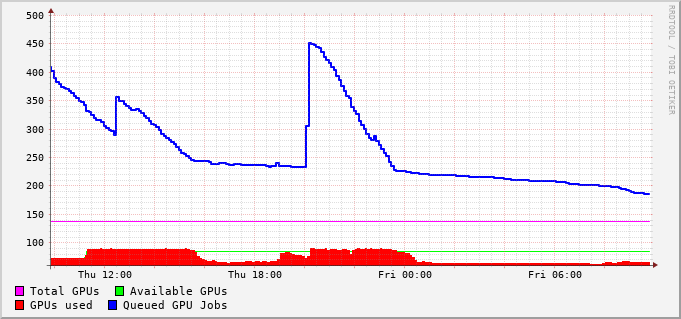 500
450
400
350
300
250
200
150
100
Thu 12:00 Thu 18:00 Fri 00:00 Fri 06:00
Total GPUs Available GPUs
GPUs used Queued GPU Jobs
RRDTOOL / TOBI OETIKER